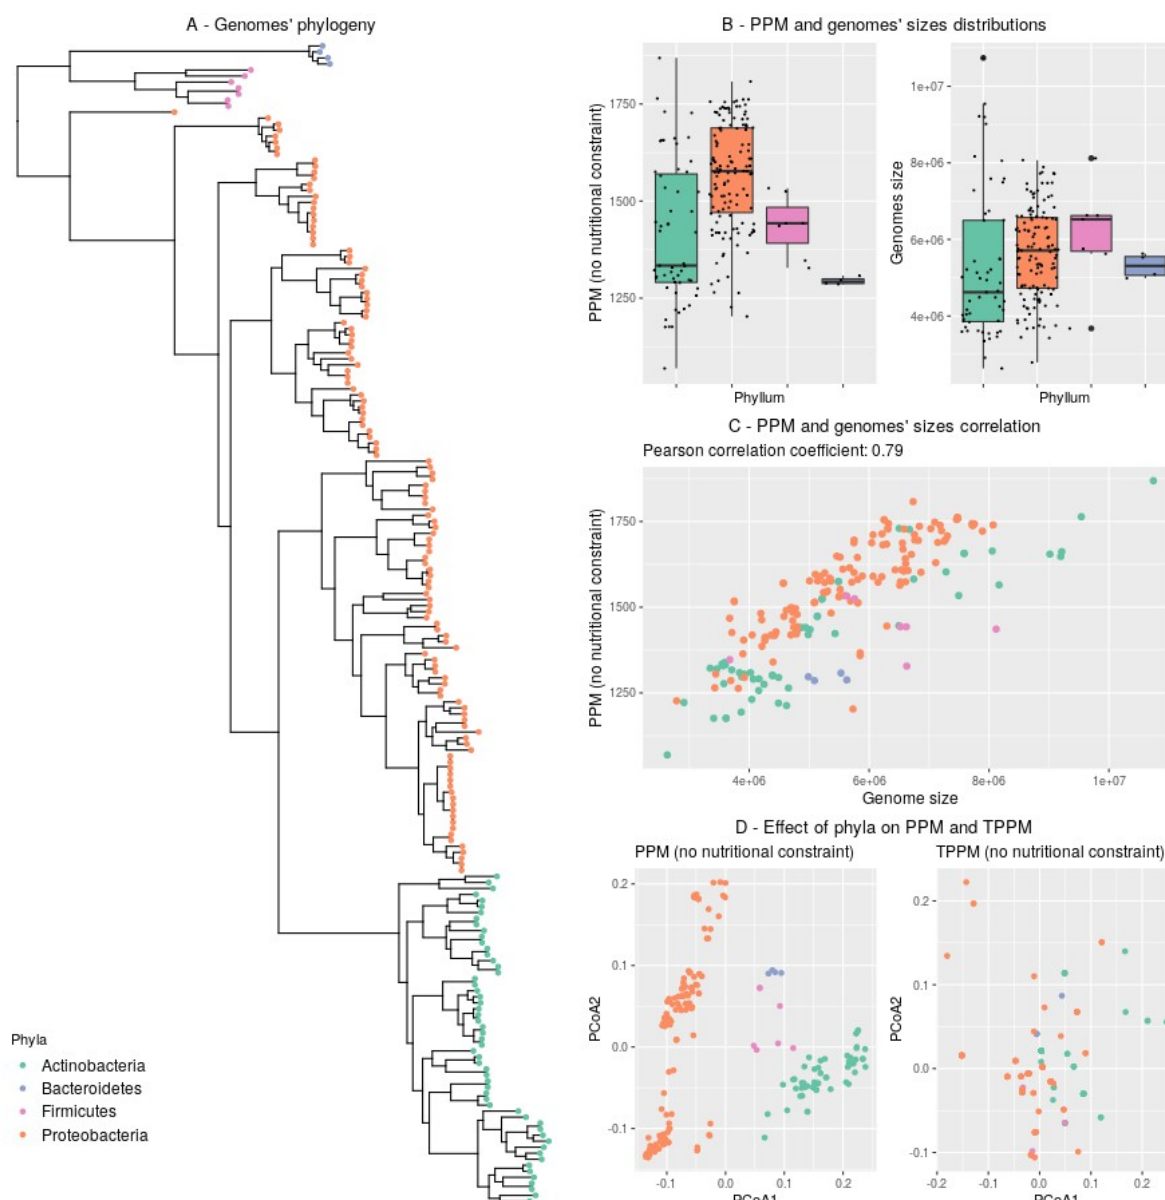 A - Genomes' phylogeny
Phyla
Actinobacteria
Bacteroidetes
Firmicutes
Proteobacteria
B - PPM and genomes' sizes distributions
PPM (no nutritional constraint)
1750
1500
1250
Phyllum
Genomes size
1e+07
8e+06
6e+06
4e+06
Phyllum
C - PPM and genomes' sizes correlation
Pearson correlation coefficient: 0.79
PPM (no nutritional constraint)
1750
1500
1250
4e+06 6e+06 8e+06 1e+07
Genome size
D - Effect of phyla on PPM and TPPM
PPM (no nutritional constraint)
PCoA2
0.2
0.1
0.0
-0.1
-0.1 0.0 0.1 0.2
PCoA1
TPPM (no nutritional constraint)
PCoA2
0.2
0.1
0.0
-0.1
-0.2 -0.1 0.0 0.1 0.2
PCoA1